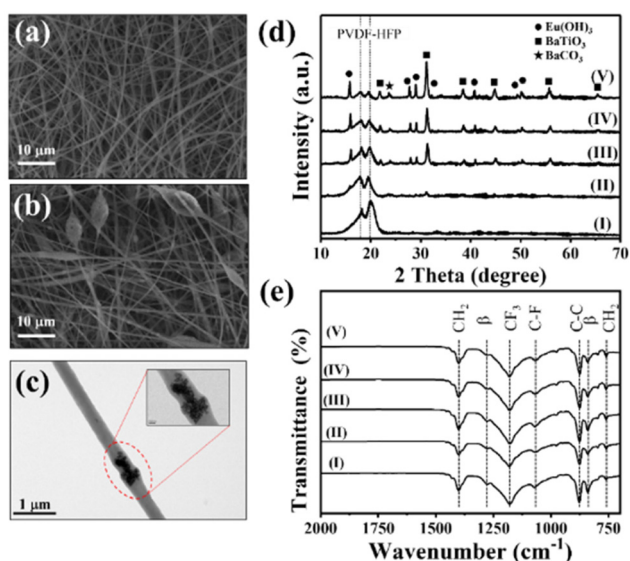 (a)
10 μm
(b)
10 μm
(c)
1 μm
(d)
PVDF-HFP
● Eu(OH)3
■ BaTiO3
★ BaCO3
(V)
(IV)
(III)
(II)
(I)
Intensity (a.u.)
10 20 30 40 50 60 70
2 Theta (degree)
(e)
CH2 β CF3 C-F C-C β CH2
(V)
(IV)
(III)
(II)
(I)
Transmittance (%)
2000 1750 1500 1250 1000 750
Wavenumber (cm-1)